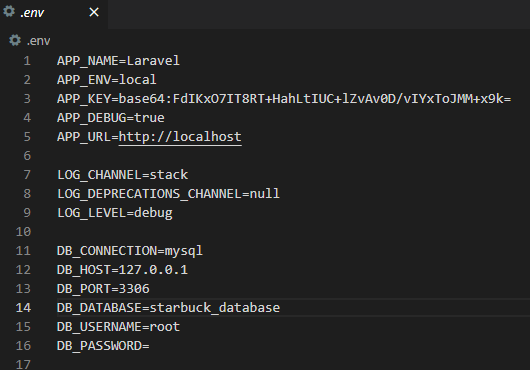 .env
.env
1 APP_NAME=Laravel
2 APP_ENV=local
3 APP_KEY=base64:FdIKxO7IT8RT+HahLtIUC+lZvAv0D/vIYxToJMM+x9k=
4 APP_DEBUG=true
5 APP_URL=http://localhost
6
7 LOG_CHANNEL=stack
8 LOG_DEPRECATIONS_CHANNEL=null
9 LOG_LEVEL=debug
10
11 DB_CONNECTION=mysql
12 DB_HOST=127.0.0.1
13 DB_PORT=3306
14 DB_DATABASE=starbuck_database
15 DB_USERNAME=root
16 DB_PASSWORD=
17